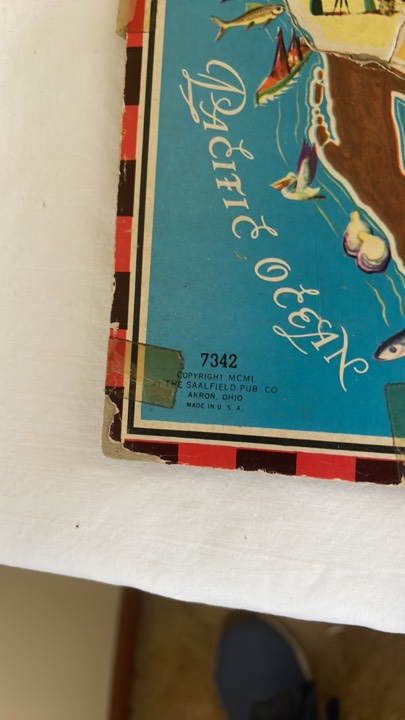 PACIFIC OCEAN
7342
COPYRIGHT MCML
THE SAALFIELD PUB. CO
AKRON, OHIO
MADE IN U. S. A.